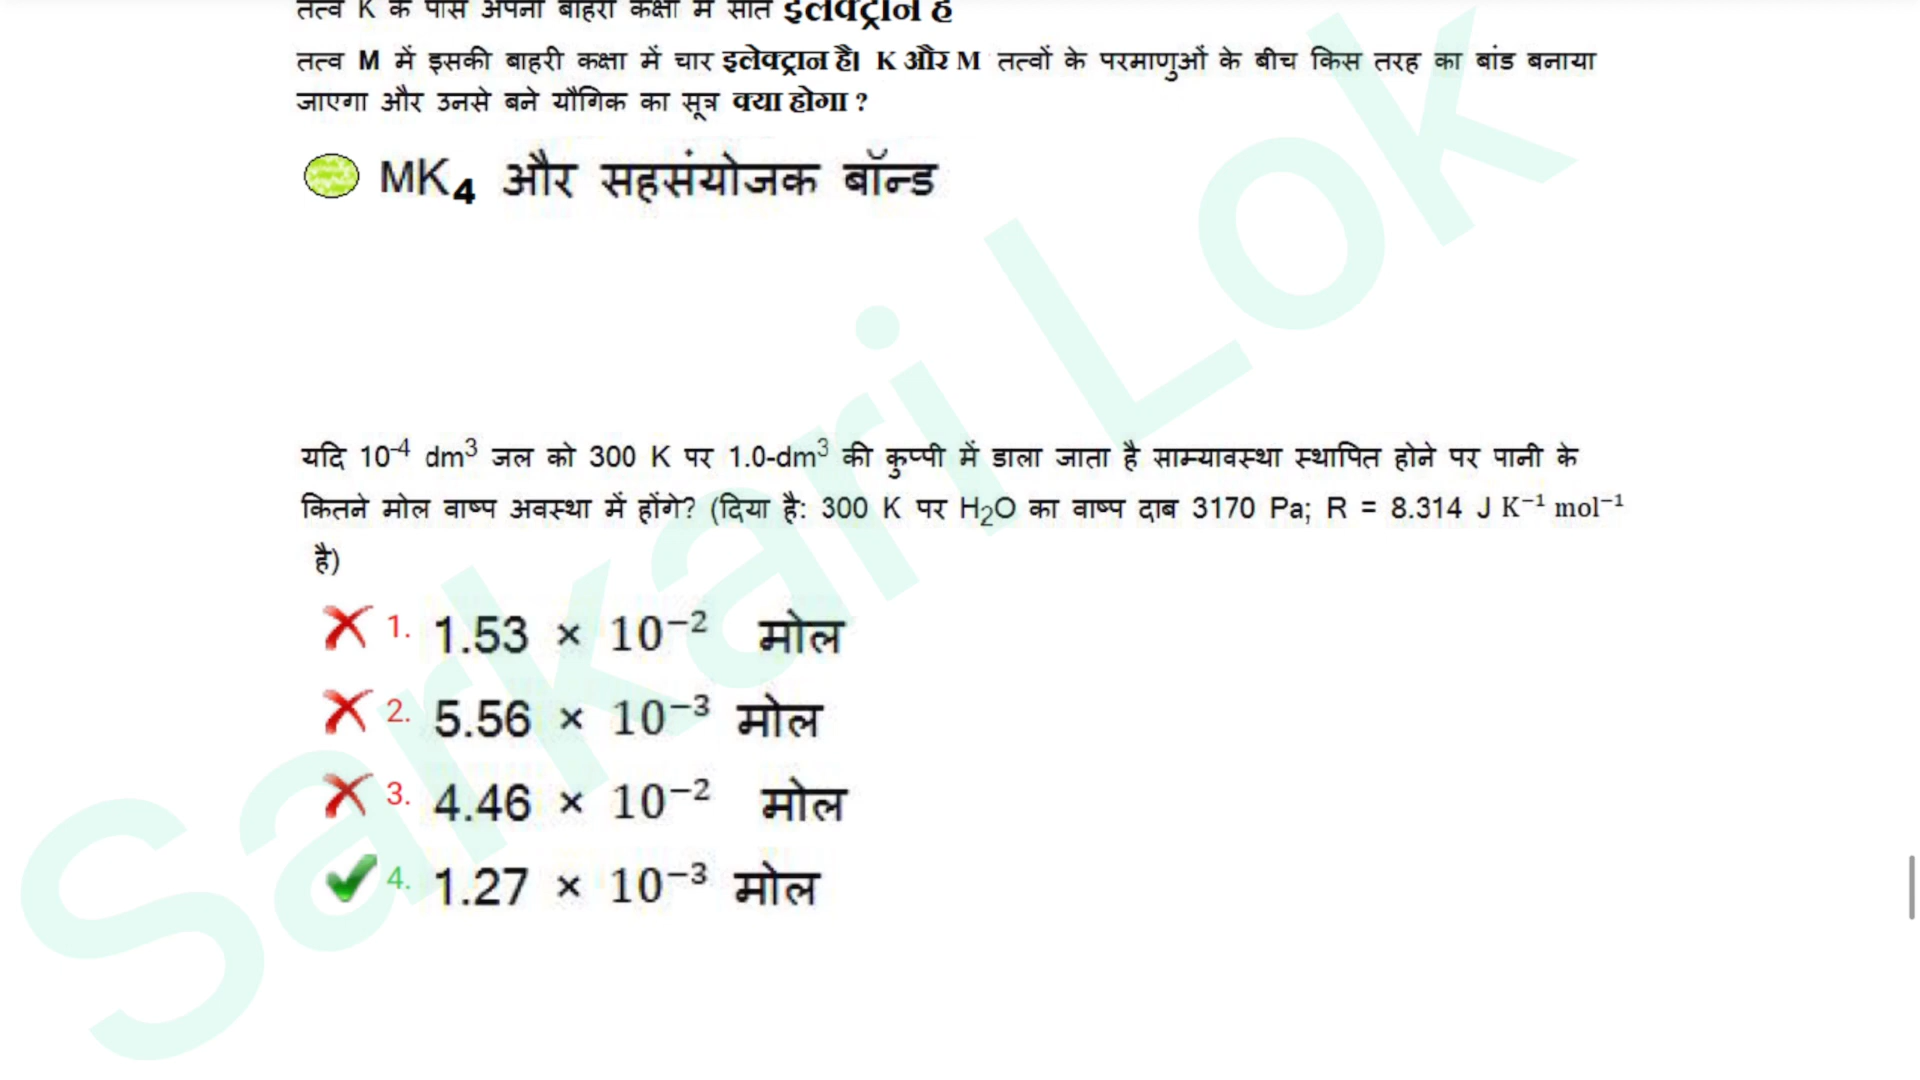 तत्व K के पास अपनी बाहरी कक्षा में सात इलेक्ट्रॉन है
तत्व M में इसकी बाहरी कक्षा में चार इलेक्ट्रान है। K और M तत्वों के परमाणुओं के बीच किस तरह का बांड बनाया
जाएगा और उनसे बने यौगिक का सूत्र क्या होगा ?
MK₄ और सहसंयोजक बॉन्ड
यदि 10⁻⁴ dm³ जल को 300 K पर 1.0-dm³ की कुप्पी में डाला जाता है साम्यावस्था स्थापित होने पर पानी के
कितने मोल वाष्प अवस्था में होंगे? (दिया है: 300 K पर H₂O का वाष्प दाब 3170 Pa; R = 8.314 J K⁻¹ mol⁻¹
है)
1. 1.53 × 10⁻² मोल
2. 5.56 × 10⁻³ मोल
3. 4.46 × 10⁻² मोल
4. 1.27 × 10⁻³ मोल
Sarkari Lok